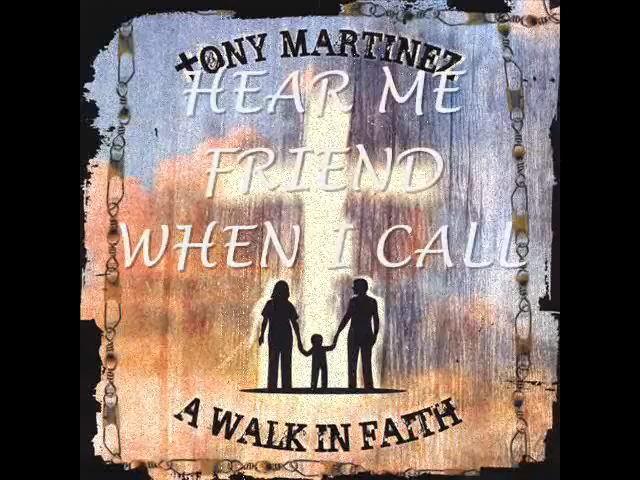 TONY MARTINEZ
HEAR ME
FRIEND
WHEN I CALL
A WALK IN FAITH